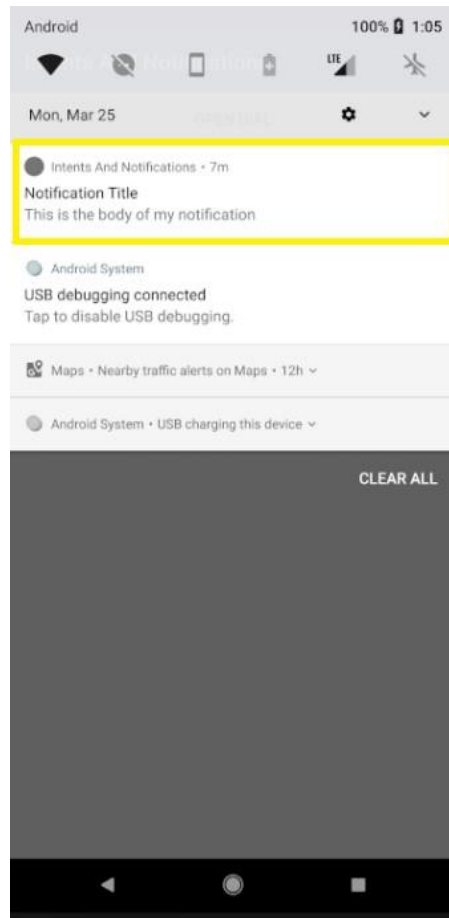 Android 100% 1:05
LTE
Mon, Mar 25
Intents And Notifications • 7m
Notification Title
This is the body of my notification
Android System
USB debugging connected
Tap to disable USB debugging.
Maps • Nearby traffic alerts on Maps • 12h
Android System • USB charging this device
CLEAR ALL